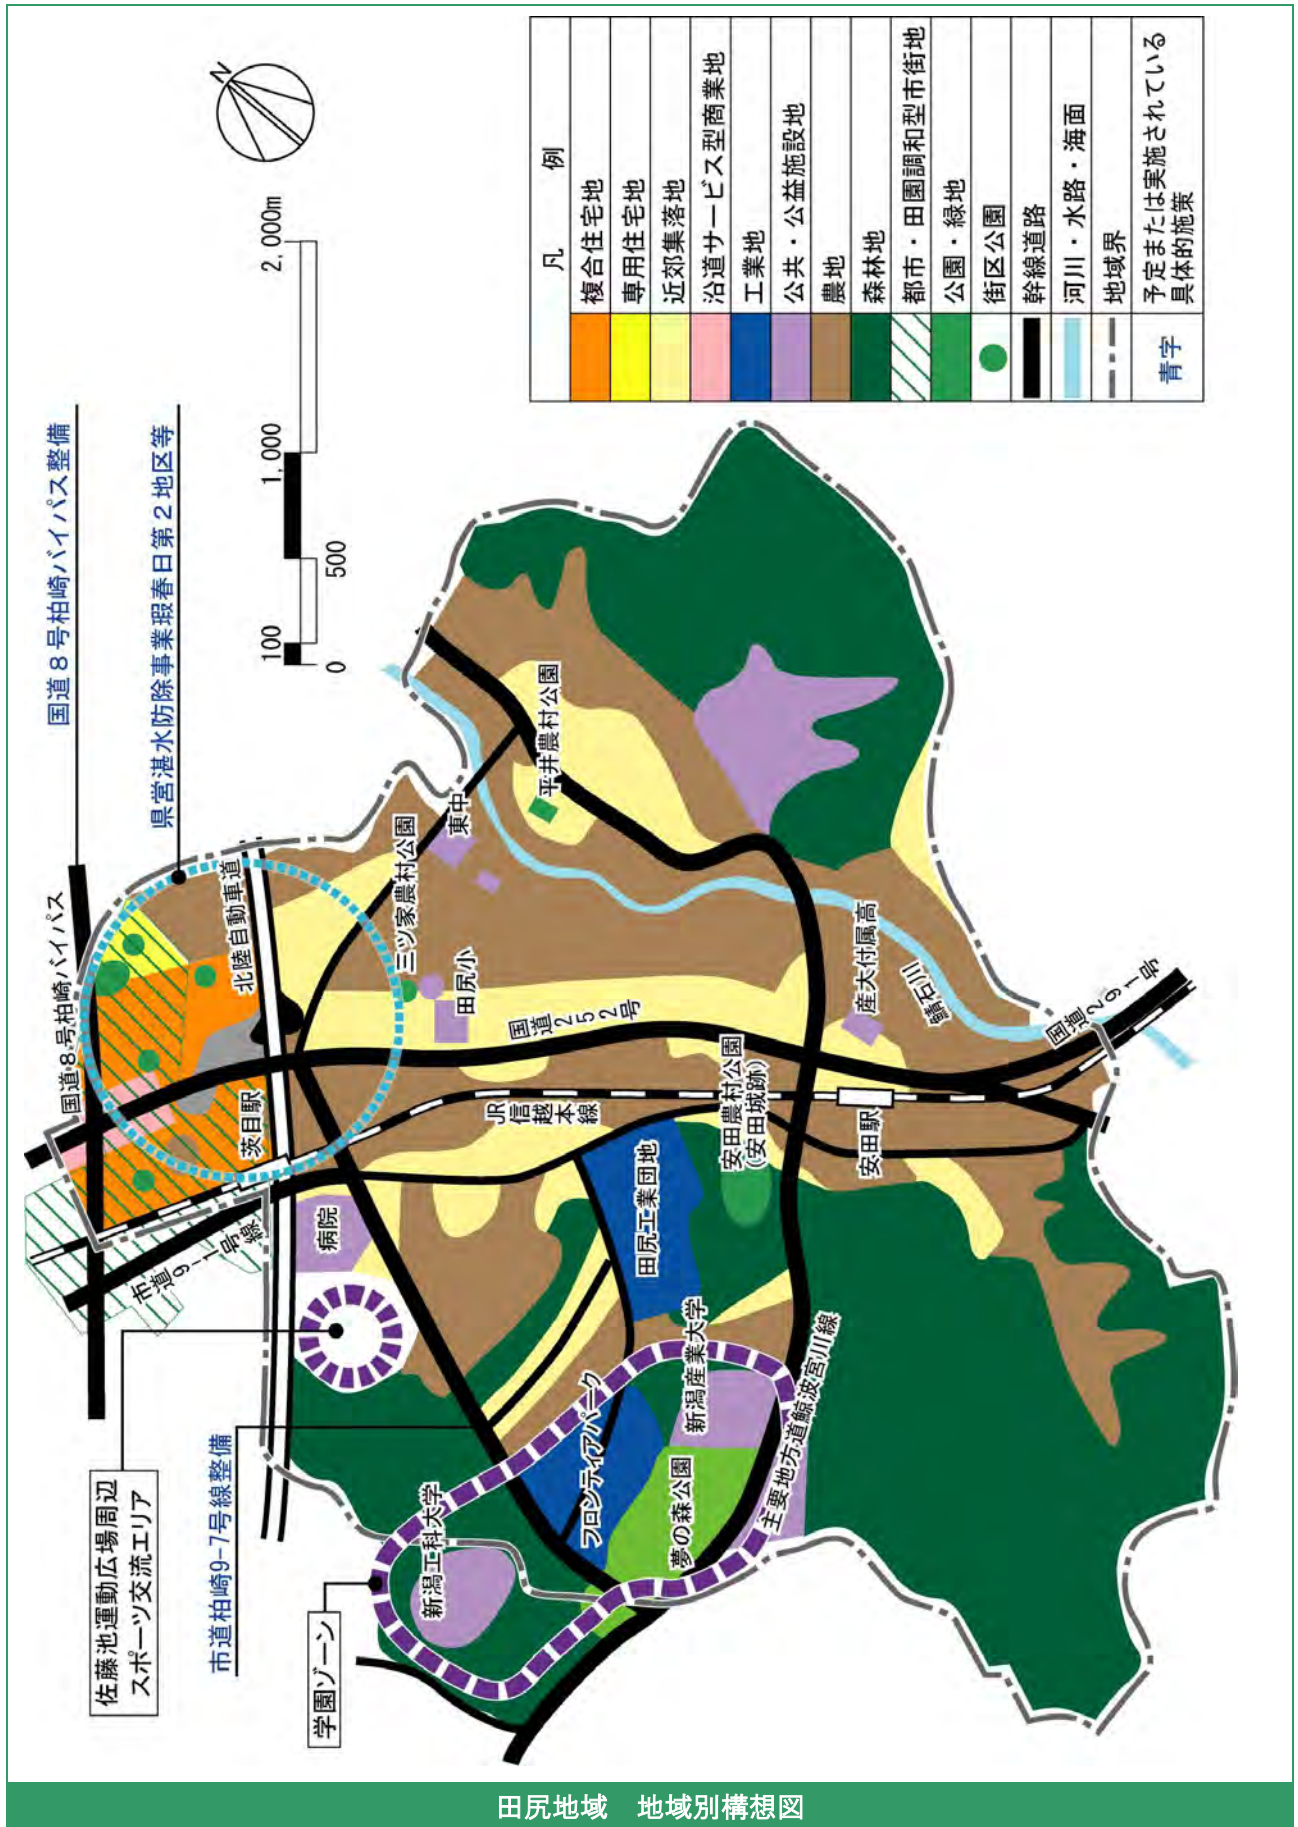 国道８号柏崎バイパス整備
県営湛水防除事業瑕春日第２地区等
N
0
100
500
1,000
2,000m
凡　例
複合住宅地
専用住宅地
近郊集落地
沿道サービス型商業地
工業地
公共・公益施設地
農地
森林地
都市・田園調和型市街地
公園・緑地
街区公園
幹線道路
河川・水路・海面
地域界
青字
予定または実施されている
具体的施策
国道８号柏崎バイパス
北陸自動車道
茨目駅
市道9-1号線
病院
三ツ家農村公園
東中
田尻小
平井農村公園
国道252号
JR信越本線
産大付属高
鯖石川
国道291号
安田農村公園
(安田城跡)
安田駅
田尻工業団地
新潟産業大学
フロンティアパーク
夢の森公園
主要地方道鯨波宮川線
新潟工科大学
佐藤池運動広場周辺
スポーツ交流エリア
市道柏崎9-7号線整備
学園ゾーン
田尻地域　地域別構想図